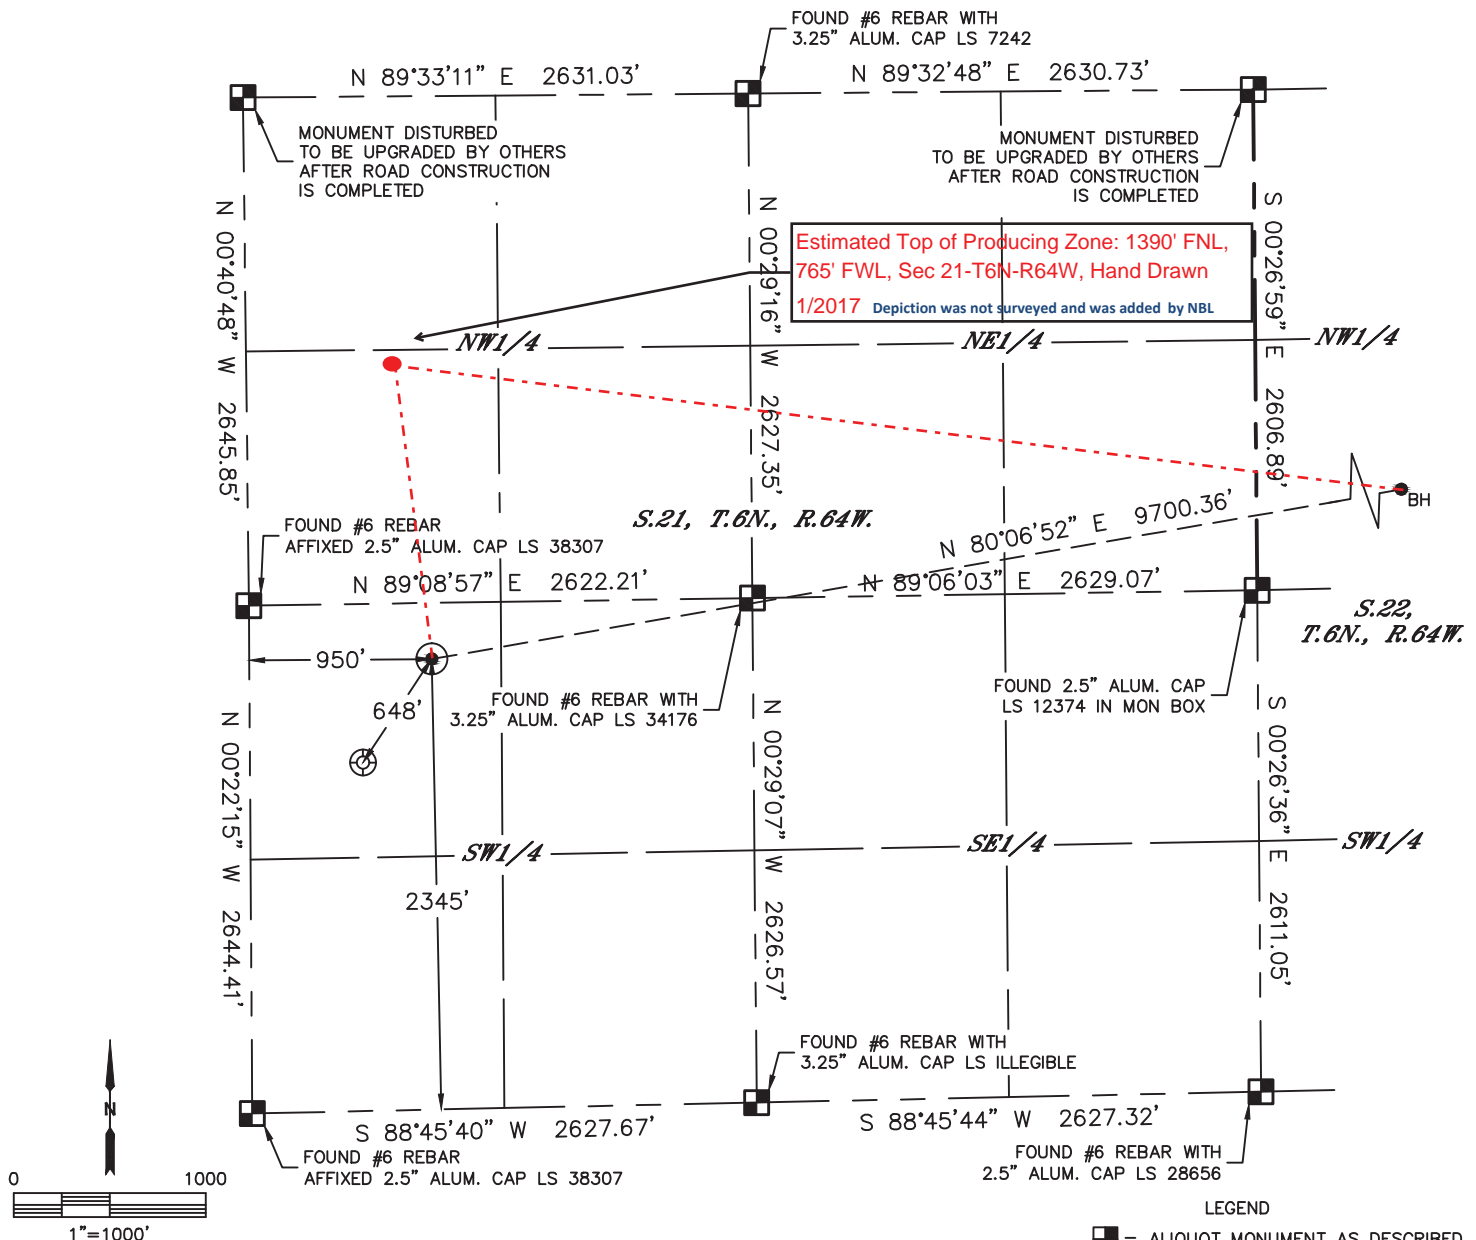 FOUND #6 REBAR WITH
3.25" ALUM. CAP LS 7242
N 89°33'11" E 2631.03'
N 89°32'48" E 2630.73'
MONUMENT DISTURBED
TO BE UPGRADED BY OTHERS
AFTER ROAD CONSTRUCTION
IS COMPLETED
MONUMENT DISTURBED
TO BE UPGRADED BY OTHERS
AFTER ROAD CONSTRUCTION
IS COMPLETED
N 00°40'48" W 2645.85'
N 00°29'16" W 2627.35'
S 00°26'59" E 2606.89'
Estimated Top of Producing Zone: 1390' FNL,
765' FWL, Sec 21-T6N-R64W, Hand Drawn
1/2017 Depiction was not surveyed and was added by NBL
NW1/4
NE1/4
NW1/4
BH
S.21, T.6N., R.64W.
N 80°06'52" E 9700.36'
FOUND #6 REBAR
AFFIXED 2.5" ALUM. CAP LS 38307
N 89°08'57" E 2622.21'
N 89°06'03" E 2629.07'
S.22,
T.6N., R.64W.
950'
648'
FOUND #6 REBAR WITH
3.25" ALUM. CAP LS 34176
FOUND 2.5" ALUM. CAP
LS 12374 IN MON BOX
N 00°22'15" W 2644.41'
N 00°29'07" W 2626.57'
S 00°26'36" E 2611.05'
SW1/4
SE1/4
SW1/4
2345'
FOUND #6 REBAR WITH
3.25" ALUM. CAP LS ILLEGIBLE
N
S 88°45'40" W 2627.67'
S 88°45'44" W 2627.32'
FOUND #6 REBAR
AFFIXED 2.5" ALUM. CAP LS 38307
FOUND #6 REBAR WITH
2.5" ALUM. CAP LS 28656
0 1000
1"=1000'
LEGEND
= ALIQUOT MONUMENT AS DESCRIBED